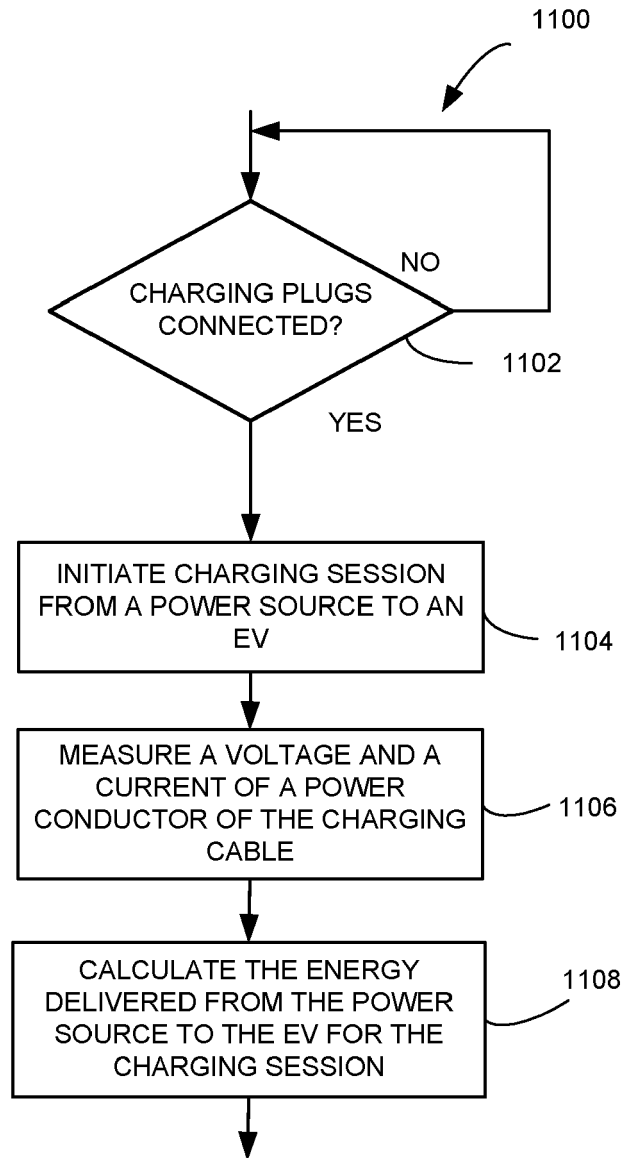 1100
NO
CHARGING PLUGS
CONNECTED?
1102
YES
INITIATE CHARGING SESSION
FROM A POWER SOURCE TO AN
EV
1104
MEASURE A VOLTAGE AND A
CURRENT OF A POWER
CONDUCTOR OF THE CHARGING
CABLE
1106
CALCULATE THE ENERGY
DELIVERED FROM THE POWER
SOURCE TO THE EV FOR THE
CHARGING SESSION
1108